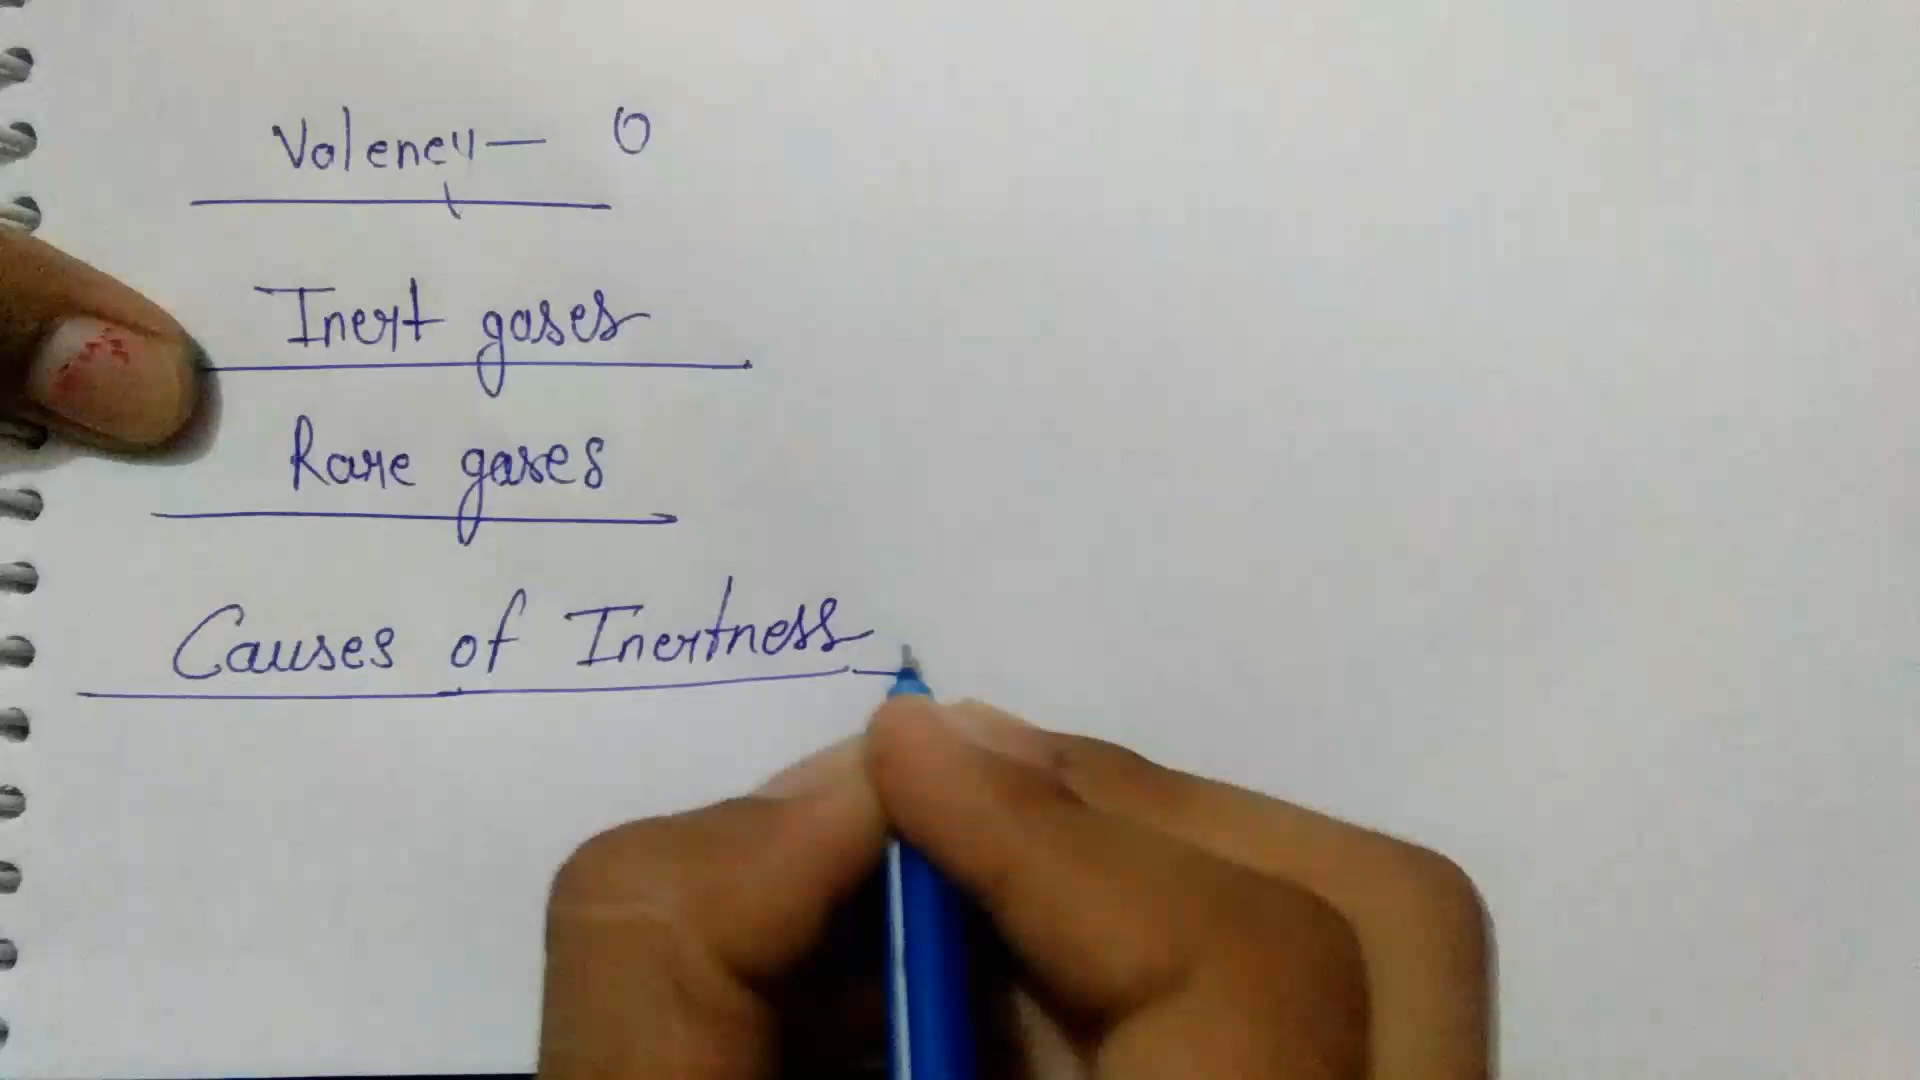 Valency — 0
Inert gases
Rare gases
Causes of Inertness